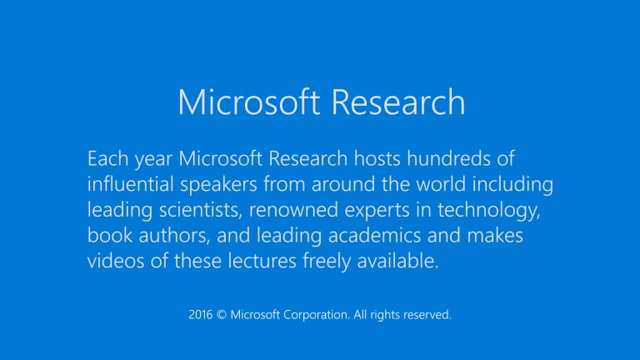 Microsoft Research
Each year Microsoft Research hosts hundreds of
influential speakers from around the world including
leading scientists, renowned experts in technology,
book authors, and leading academics and makes
videos of these lectures freely available.
2016 © Microsoft Corporation. All rights reserved.